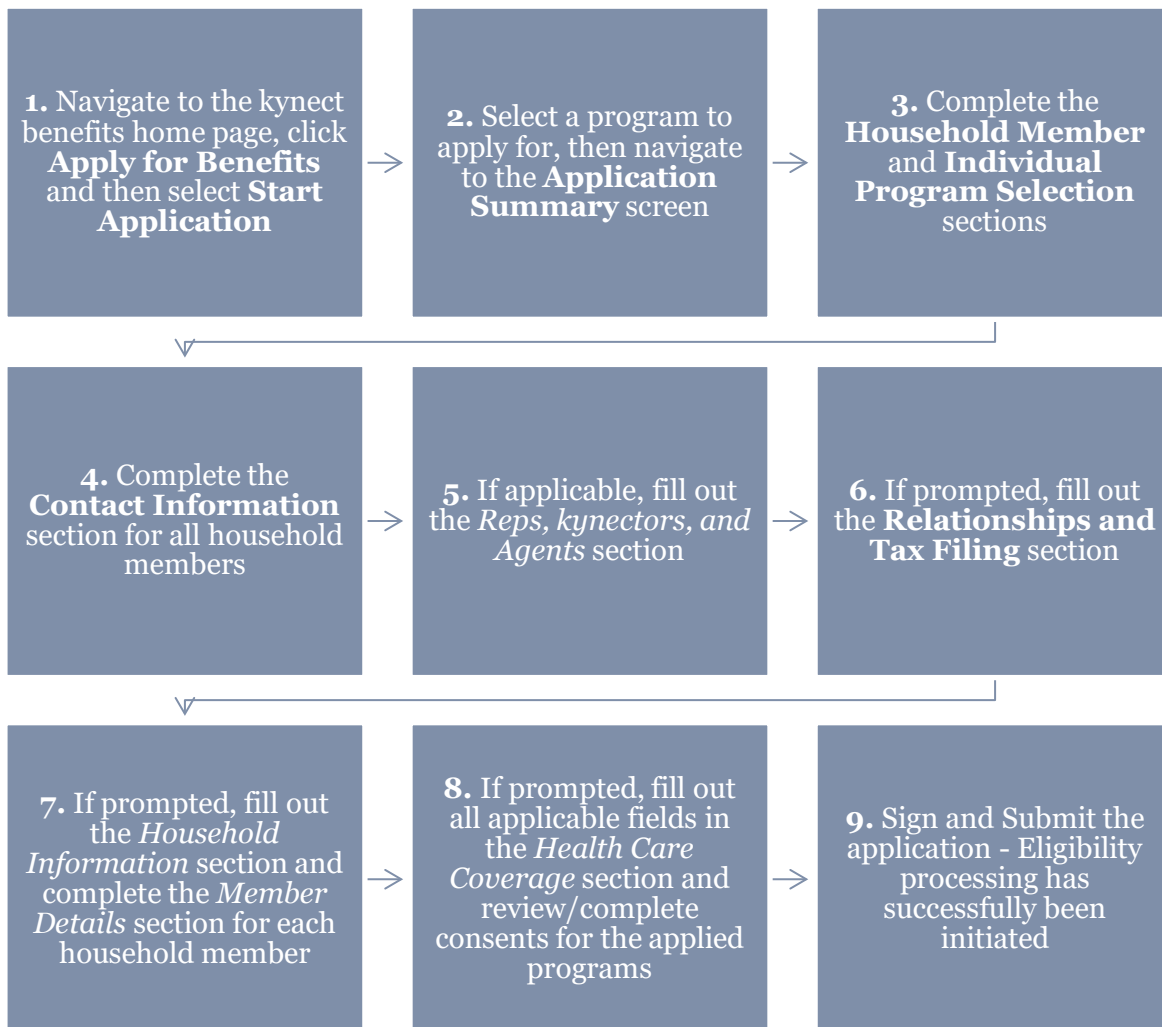 1. Navigate to the kynect
benefits home page, click
Apply for Benefits
and then select Start
Application
2. Select a program to
apply for, then navigate
to the Application
Summary screen
3. Complete the
Household Member
and Individual
Program Selection
sections
4. Complete the
Contact Information
section for all household
members
5. If applicable, fill out
the Reps, kynectors, and
Agents section
6. If prompted, fill out
the Relationships and
Tax Filing section
7. If prompted, fill out
the Household
Information section and
complete the Member
Details section for each
household member
8. If prompted, fill out
all applicable fields in
the Health Care
Coverage section and
review/complete
consents for the applied
programs
9. Sign and Submit the
application - Eligibility
processing has
successfully been
initiated